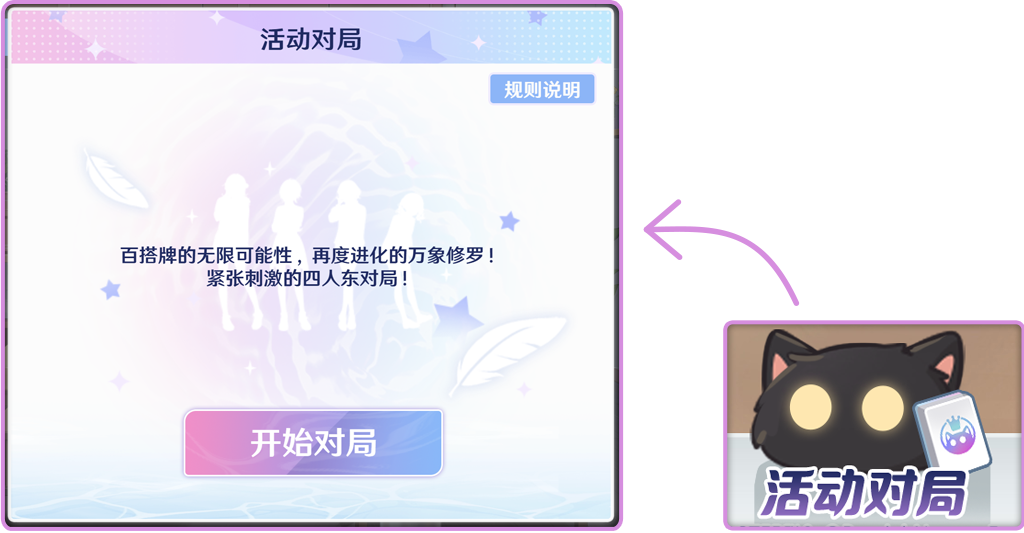 活动对局
规则说明
百搭牌的无限可能性，再度进化的万象修罗！
紧张刺激的四人东对局！
开始对局
活动对局